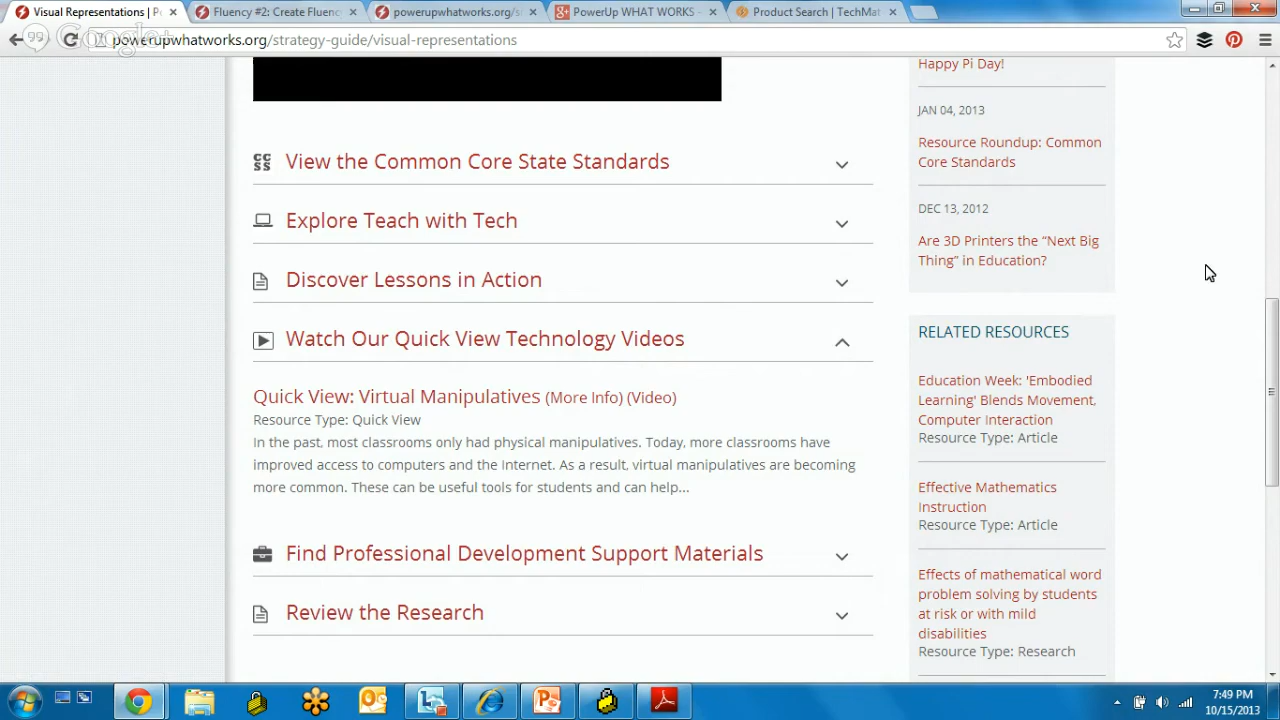 Visual Representations | P
Fluency #2: Create Fluenc
powerupwhatworks.org/s
PowerUp WHAT WORKS -
Product Search | TechMat
Google+
powerupwhatworks.org/strategy-guide/visual-representations
Happy Pi Day!
JAN 04, 2013
Resource Roundup: Common
Core Standards
DEC 13, 2012
Are 3D Printers the “Next Big
Thing” in Education?
CC
SS
View the Common Core State Standards
Explore Teach with Tech
Discover Lessons in Action
Watch Our Quick View Technology Videos
Quick View: Virtual Manipulatives (More Info) (Video)
Resource Type: Quick View
In the past, most classrooms only had physical manipulatives. Today, more classrooms have
improved access to computers and the Internet. As a result, virtual manipulatives are becoming
more common. These can be useful tools for students and can help...
Find Professional Development Support Materials
Review the Research
RELATED RESOURCES
Education Week: 'Embodied
Learning' Blends Movement,
Computer Interaction
Resource Type: Article
Effective Mathematics
Instruction
Resource Type: Article
Effects of mathematical word
problem solving by students
at risk or with mild
disabilities
Resource Type: Research
7:49 PM
10/15/2013